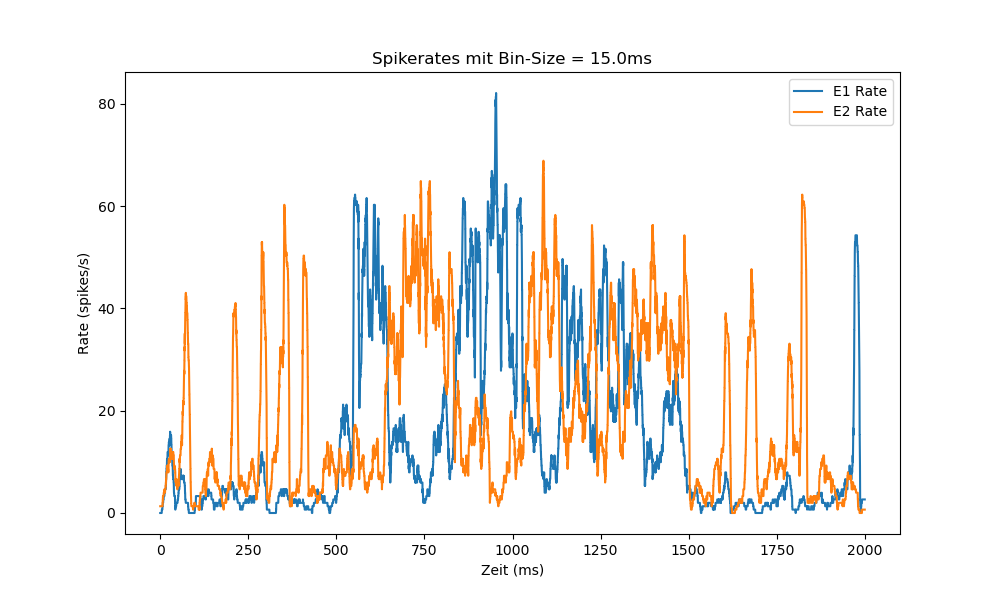 Spikerates mit Bin-Size = 15.0ms
E1 Rate
E2 Rate
80
60
40
20
0
Rate (spikes/s)
0 250 500 750 1000 1250 1500 1750 2000
Zeit (ms)